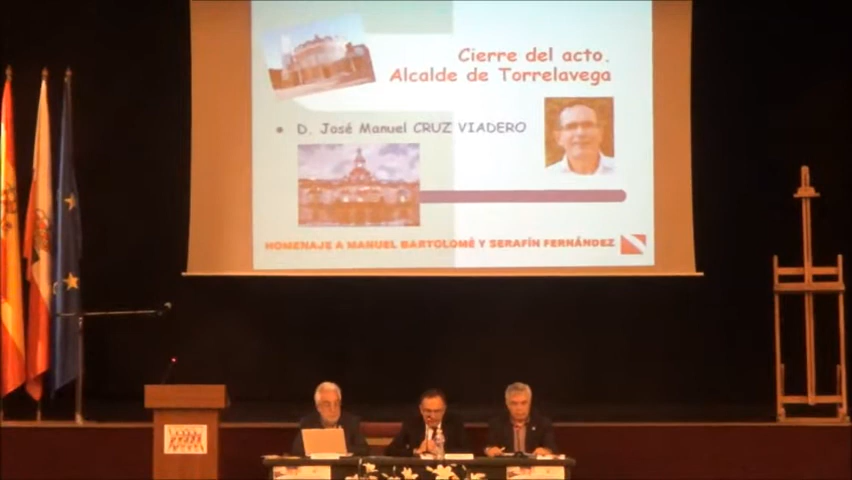 Cierre del acto.
Alcalde de Torrelavega
• D. José Manuel CRUZ VIADERO
HOMENAJE A MANUEL BARTOLOMÉ Y SERAFÍN FERNÁNDEZ